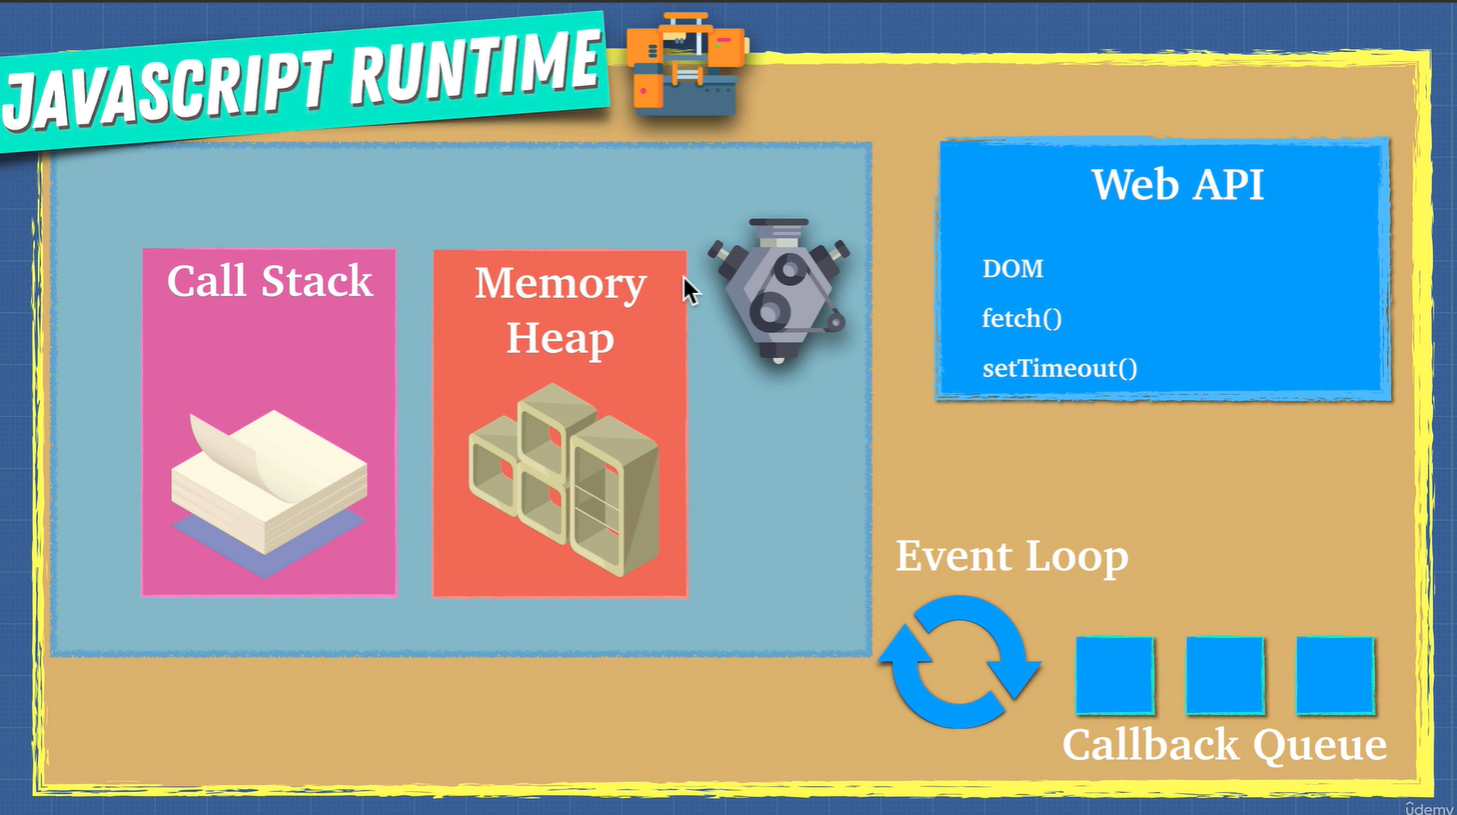 JAVASCRIPT RUNTIME
Call Stack
Memory
Heap
Web API
DOM
fetch()
setTimeout()
Event Loop
Callback Queue
ûdemy